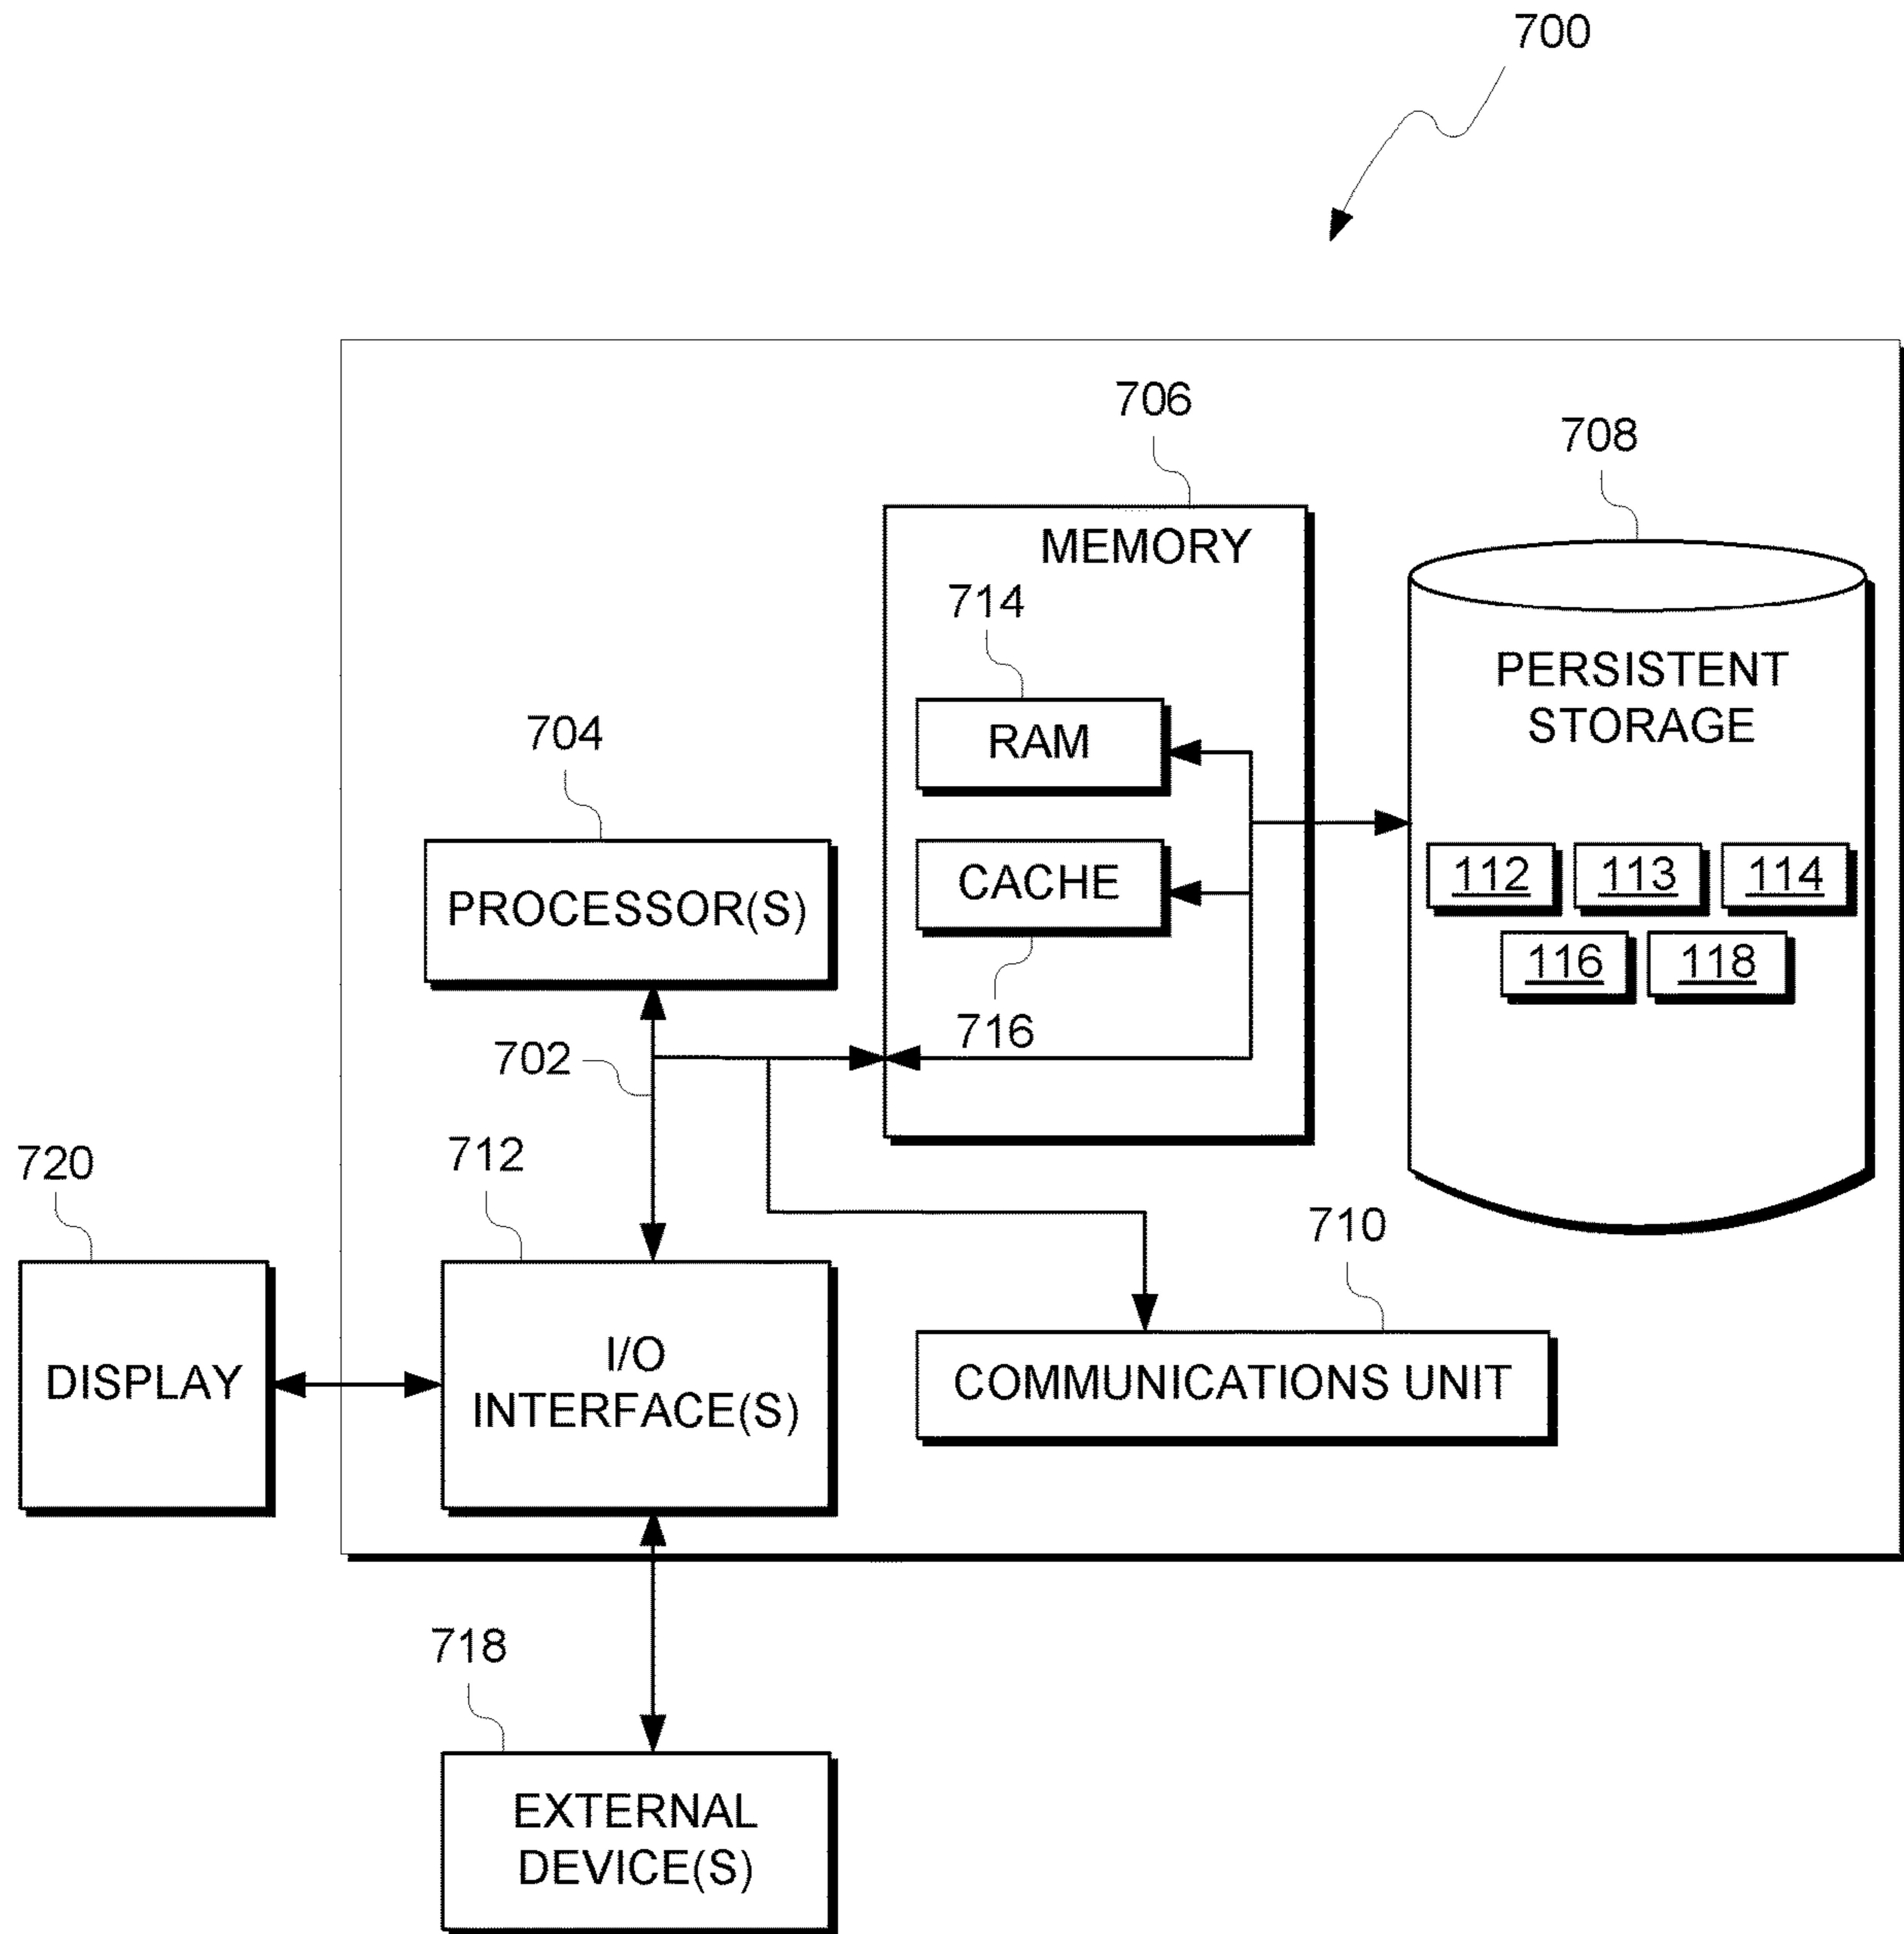 700
706
708
MEMORY
714
PERSISTENT
STORAGE
RAM
704
CACHE
112 113 114
PROCESSOR(S)
116 118
716
702
720
712
710
I/O
INTERFACE(S)
DISPLAY
COMMUNICATIONS UNIT
718
EXTERNAL
DEVICE(S)